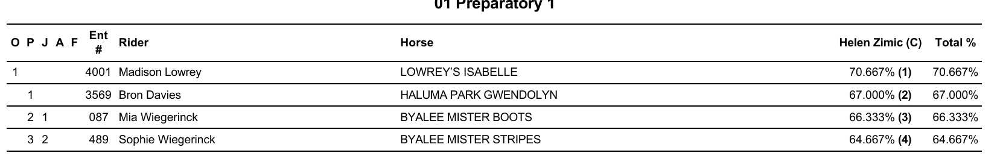 01 Preparatory 1
O P J A F Ent # Rider Horse Helen Zimic (C) Total %
1 4001 Madison Lowrey LOWREY’S ISABELLE 70.667% (1) 70.667%
1 3569 Bron Davies HALUMA PARK GWENDOLYN 67.000% (2) 67.000%
2 1 087 Mia Wiegerinck BYALEE MISTER BOOTS 66.333% (3) 66.333%
3 2 489 Sophie Wiegerinck BYALEE MISTER STRIPES 64.667% (4) 64.667%